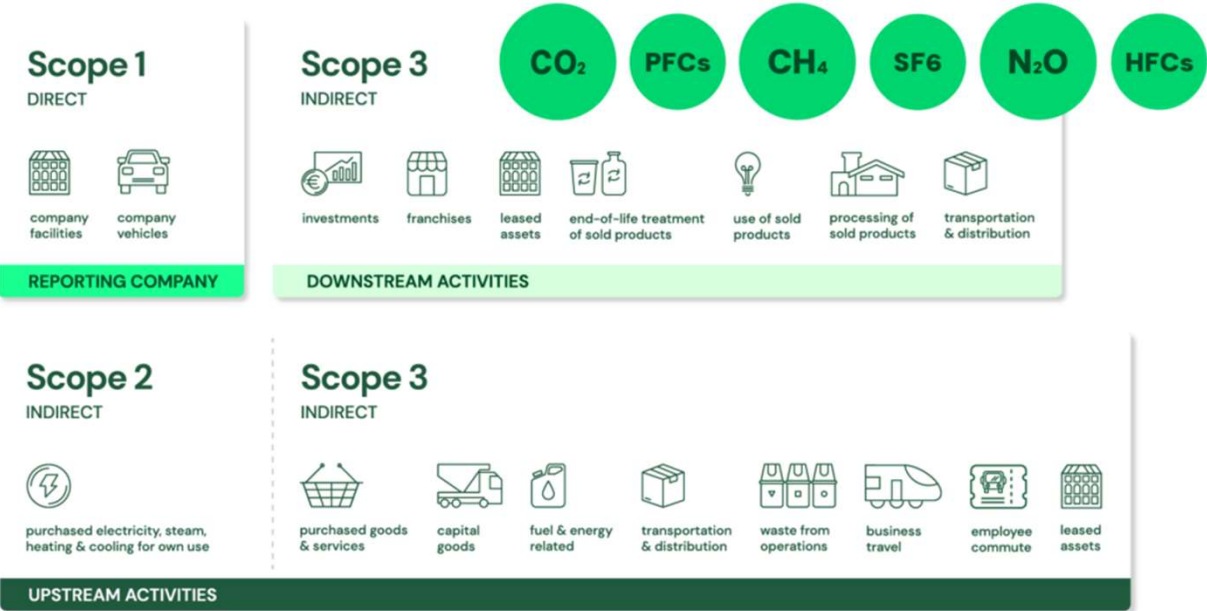 CO₂
PFCs
CH₄
SF6
N₂O
HFCs
Scope 1
DIRECT
company
facilities
company
vehicles
REPORTING COMPANY
Scope 3
INDIRECT
investments
franchises
leased
assets
end-of-life treatment
of sold products
use of sold
products
processing of
sold products
transportation
& distribution
DOWNSTREAM ACTIVITIES
Scope 2
INDIRECT
purchased electricity, steam,
heating & cooling for own use
Scope 3
INDIRECT
purchased goods
& services
capital
goods
fuel & energy
related
transportation
& distribution
waste from
operations
business
travel
employee
commute
leased
assets
UPSTREAM ACTIVITIES